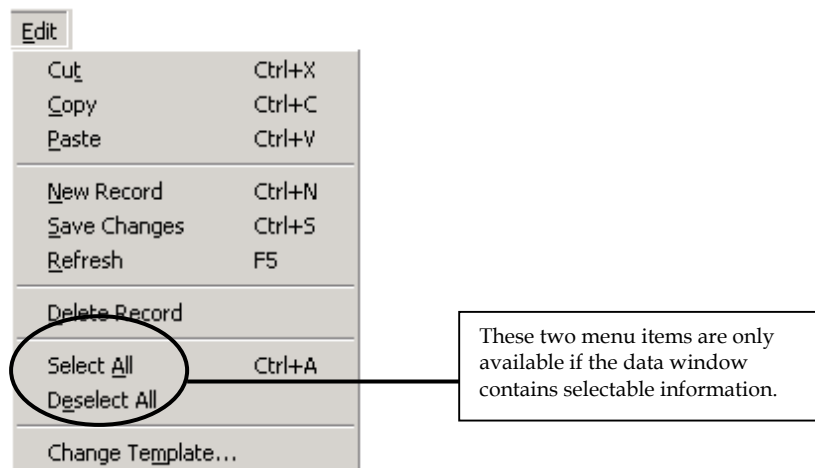 Edit
Cut Ctrl+X
Copy Ctrl+C
Paste Ctrl+V
New Record Ctrl+N
Save Changes Ctrl+S
Refresh F5
Delete Record
Select All Ctrl+A
Deselect All
Change Template...
These two menu items are only
available if the data window
contains selectable information.